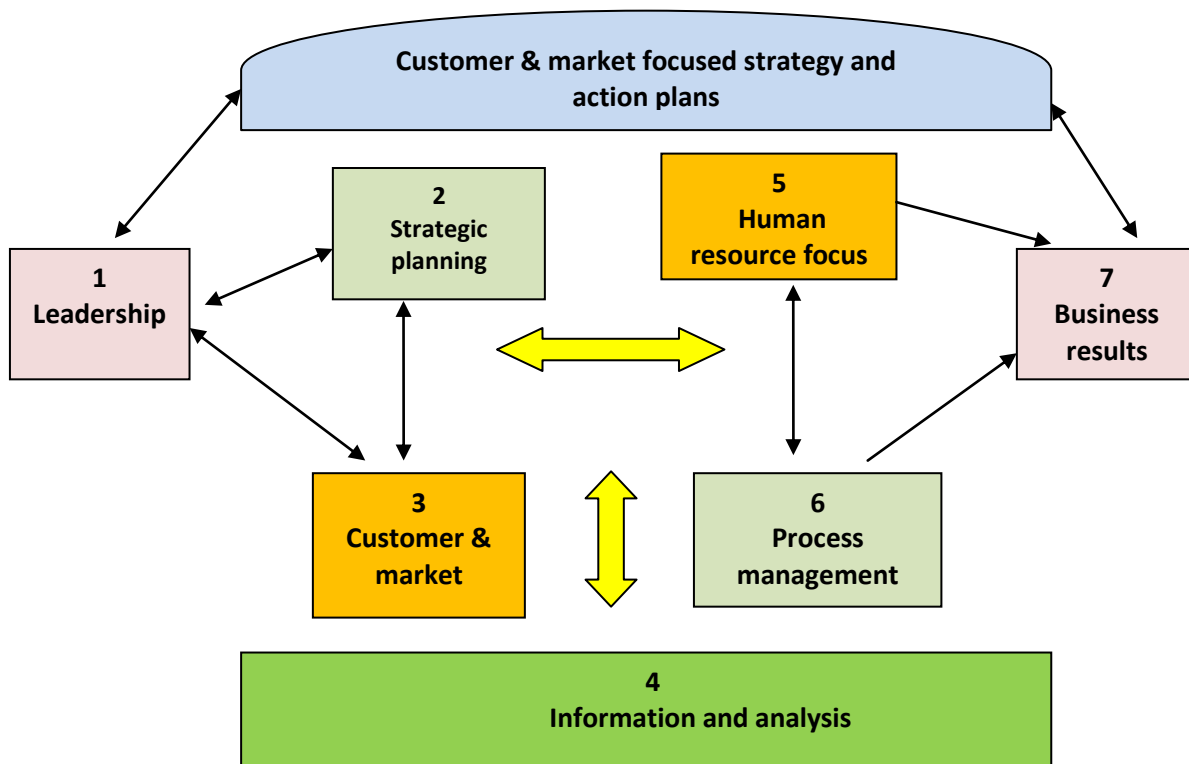 Customer & market focused strategy and
action plans
2
Strategic
planning
5
Human
resource focus
1
Leadership
7
Business
results
3
Customer &
market
6
Process
management
4
Information and analysis